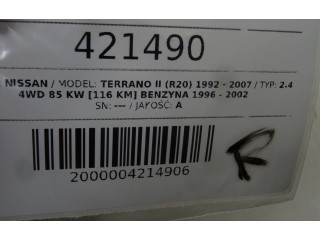 421490
NISSAN / MODEL: TERRANO II (R20) 1992 - 2007 / TYP: 2.4
4WD 85 KW [116 KM] BENZYNA 1996 - 2002
SN: --- / JAKOŚĆ: A
2000004214906
R